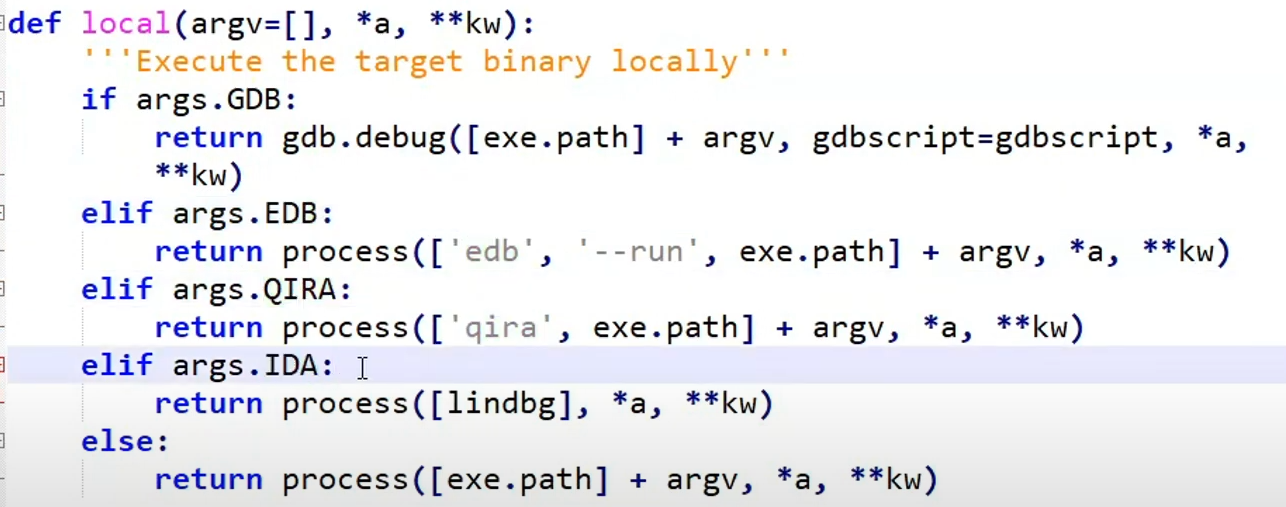 def local(argv=[], *a, **kw):
    '''Execute the target binary locally'''
    if args.GDB:
        return gdb.debug([exe.path] + argv, gdbscript=gdbscript, *a,
        **kw)
    elif args.EDB:
        return process(['edb', '--run', exe.path] + argv, *a, **kw)
    elif args.QIRA:
        return process(['qira', exe.path] + argv, *a, **kw)
    elif args.IDA:
        return process([lindbg], *a, **kw)
    else:
        return process([exe.path] + argv, *a, **kw)